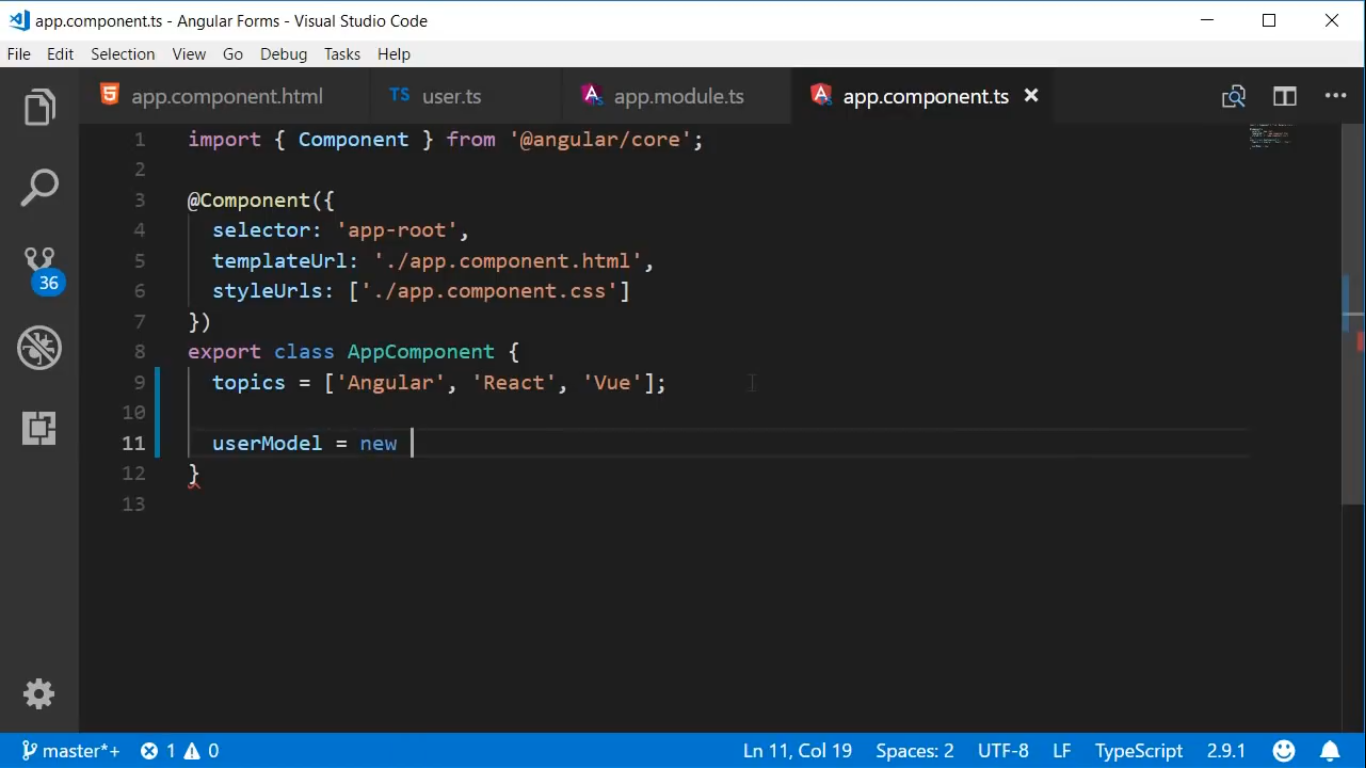 app.component.ts - Angular Forms - Visual Studio Code
File Edit Selection View Go Debug Tasks Help
app.component.html TS user.ts app.module.ts app.component.ts
1 import { Component } from '@angular/core';
2
3 @Component({
4 selector: 'app-root',
5 templateUrl: './app.component.html',
6 styleUrls: ['./app.component.css']
7 })
8 export class AppComponent {
9 topics = ['Angular', 'React', 'Vue'];
10
11 userModel = new
12 }
13
36
master*+ 1 0 Ln 11, Col 19 Spaces: 2 UTF-8 LF TypeScript 2.9.1